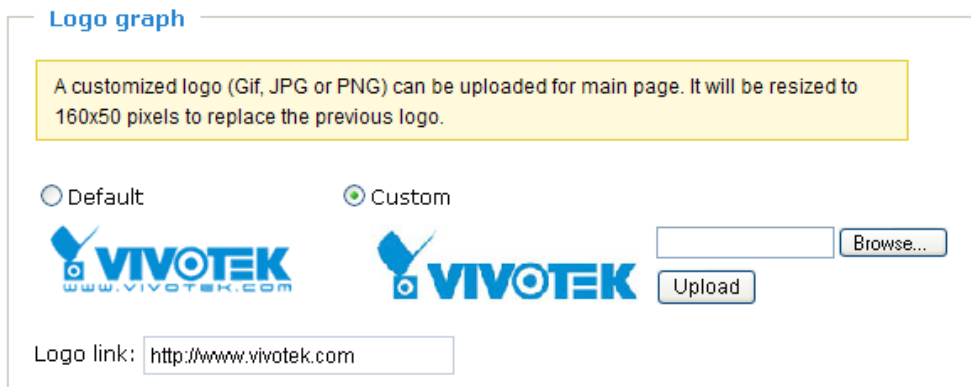 Logo graph
A customized logo (Gif, JPG or PNG) can be uploaded for main page. It will be resized to
160x50 pixels to replace the previous logo.
Default
Custom
VIVOTEK
www.vivotek.com
VIVOTEK
Browse...
Upload
Logo link: http://www.vivotek.com